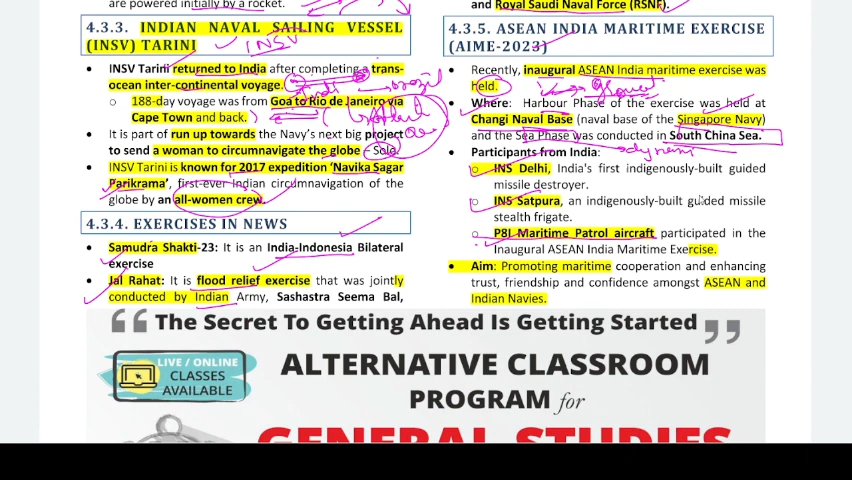 are powered initially by a rocket.
4.3.3. INDIAN NAVAL SAILING VESSEL
(INSV) TARINI
INSV
• INSV Tarini returned to India after completing a trans-
ocean inter-continental voyage.
o 188-day voyage was from Goa to Rio de Janeiro via
Cape Town and back.
• It is part of run up towards the Navy's next big project
to send a woman to circumnavigate the globe – Solo.
• INSV Tarini is known for 2017 expedition 'Navika Sagar
Parikrama', first-ever Indian circumnavigation of the
globe by an all-women crew.
4.3.4. EXERCISES IN NEWS
• Samudra Shakti-23: It is an India-Indonesia Bilateral
exercise
• Jal Rahat: It is flood relief exercise that was jointly
conducted by Indian Army, Sashastra Seema Bal,
and Royal Saudi Naval Force (RSNF).
4.3.5. ASEAN INDIA MARITIME EXERCISE
(AIME-2023)
• Recently, inaugural ASEAN India maritime exercise was
held.
• Where: Harbour Phase of the exercise was held at
Changi Naval Base (naval base of the Singapore Navy)
and the Sea Phase was conducted in South China Sea.
• Participants from India:
o INS Delhi, India's first indigenously-built guided
missile destroyer.
o INS Satpura, an indigenously-built guided missile
stealth frigate.
o P8I Maritime Patrol aircraft participated in the
Inaugural ASEAN India Maritime Exercise.
• Aim: Promoting maritime cooperation and enhancing
trust, friendship and confidence amongst ASEAN and
Indian Navies.
“ The Secret To Getting Ahead Is Getting Started ”
LIVE / ONLINE
CLASSES
AVAILABLE
ALTERNATIVE CLASSROOM
PROGRAM for
GENERAL STUDIES